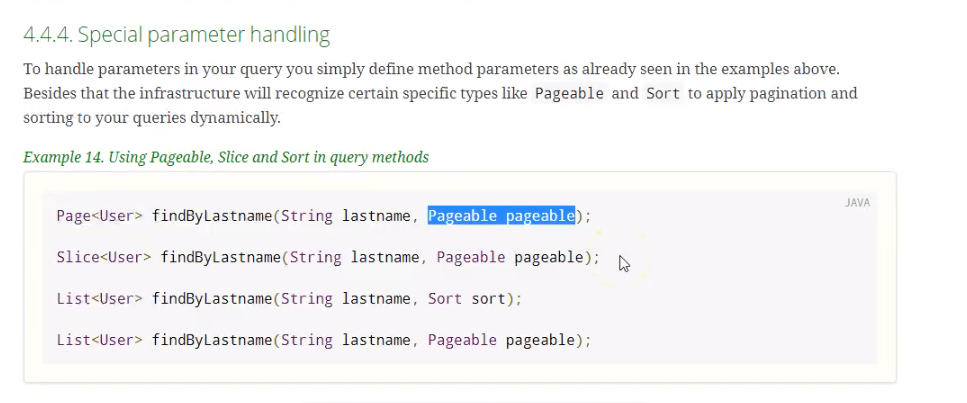 4.4.4. Special parameter handling
To handle parameters in your query you simply define method parameters as already seen in the examples above.
Besides that the infrastructure will recognize certain specific types like Pageable and Sort to apply pagination and
sorting to your queries dynamically.
Example 14. Using Pageable, Slice and Sort in query methods
JAVA
Page<User> findByLastname(String lastname, Pageable pageable);
Slice<User> findByLastname(String lastname, Pageable pageable);
List<User> findByLastname(String lastname, Sort sort);
List<User> findByLastname(String lastname, Pageable pageable);